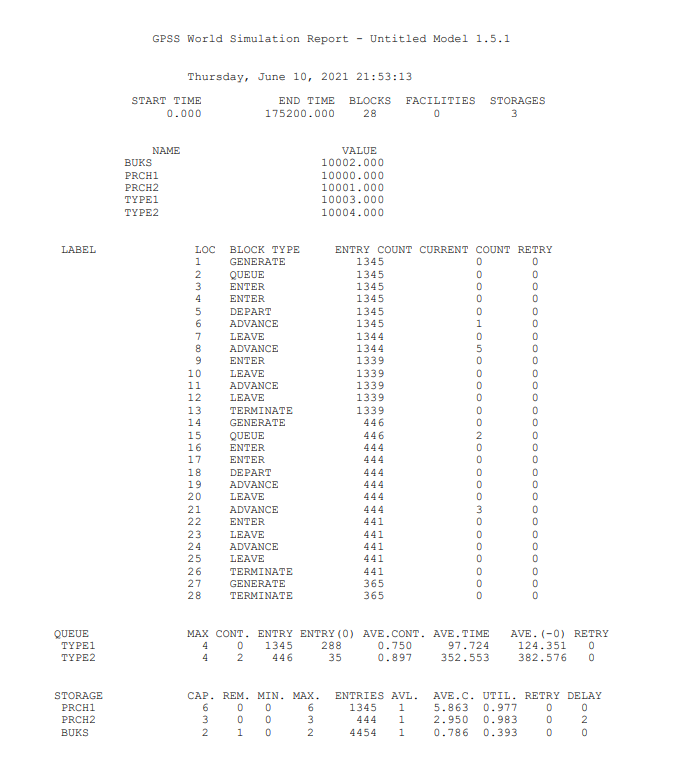 GPSS World Simulation Report - Untitled Model 1.5.1
Thursday, June 10, 2021 21:53:13
START TIME END TIME BLOCKS FACILITIES STORAGES
0.000 175200.000 28 0 3
NAME VALUE
BUKS 10002.000
PRCH1 10000.000
PRCH2 10001.000
TYPE1 10003.000
TYPE2 10004.000
LABEL LOC BLOCK TYPE ENTRY COUNT CURRENT COUNT RETRY
1 GENERATE 1345 0 0
2 QUEUE 1345 0 0
3 ENTER 1345 0 0
4 ENTER 1345 0 0
5 DEPART 1345 0 0
6 ADVANCE 1345 1 0
7 LEAVE 1344 0 0
8 ADVANCE 1344 5 0
9 ENTER 1339 0 0
10 LEAVE 1339 0 0
11 ADVANCE 1339 0 0
12 LEAVE 1339 0 0
13 TERMINATE 1339 0 0
14 GENERATE 446 0 0
15 QUEUE 446 2 0
16 ENTER 444 0 0
17 ENTER 444 0 0
18 DEPART 444 0 0
19 ADVANCE 444 0 0
20 LEAVE 444 0 0
21 ADVANCE 444 3 0
22 ENTER 441 0 0
23 LEAVE 441 0 0
24 ADVANCE 441 0 0
25 LEAVE 441 0 0
26 TERMINATE 441 0 0
27 GENERATE 365 0 0
28 TERMINATE 365 0 0
QUEUE MAX CONT. ENTRY ENTRY(0) AVE.CONT. AVE.TIME AVE.(-0) RETRY
TYPE1 4 0 1345 288 0.750 97.724 124.351 0
TYPE2 4 2 446 35 0.897 352.553 382.576 0
STORAGE CAP. REM. MIN. MAX. ENTRIES AVL. AVE.C. UTIL. RETRY DELAY
PRCH1 6 0 0 6 1345 1 5.863 0.977 0 0
PRCH2 3 0 0 3 444 1 2.950 0.983 0 2
BUKS 2 1 0 2 4454 1 0.786 0.393 0 0